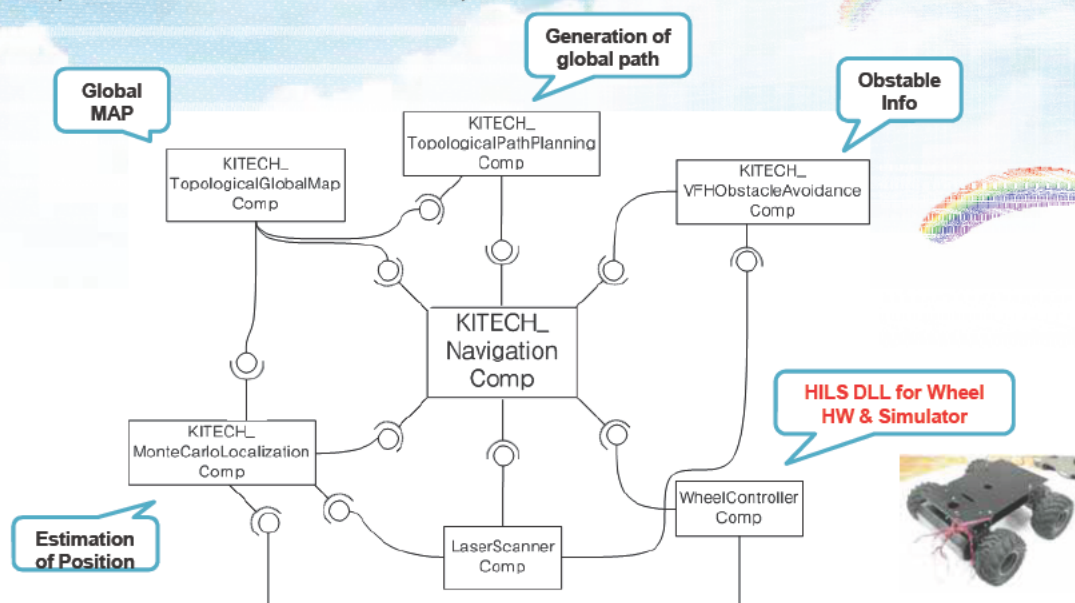 Generation of
global path
Global
MAP
Obstable
Info
KITECH_
TopologicalPathPlanning
Comp
KITECH_
TopologicalGlobalMap
Comp
KITECH_
VFHObstacleAvoidance
Comp
KITECH_
Navigation
Comp
HILS DLL for Wheel
HW & Simulator
KITECH_
MonteCarloLocalization
Comp
WheelController
Comp
Estimation
of Position
LaserScanner
Comp